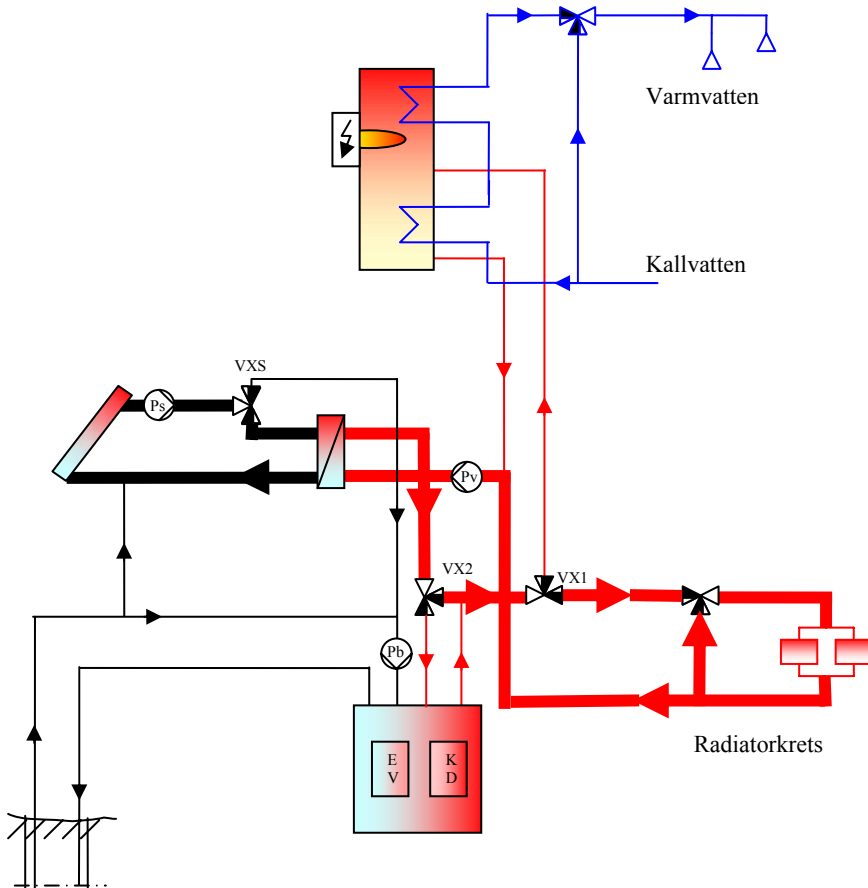 Varmvatten
Kallvatten
VXS
Ps
Pv
VX2
VX1
Pb
Radiatorkrets
E
V
K
D